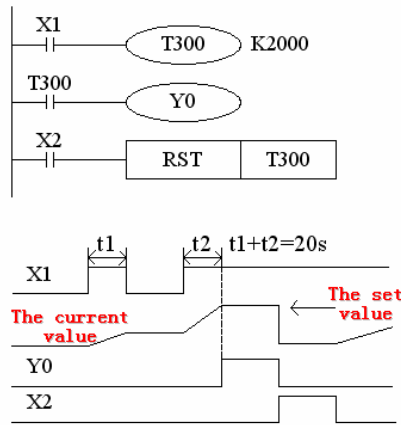 X1
T300 K2000
T300
Y0
X2
RST T300
t1 t2 t1+t2=20s
X1
The current
value
The set
value
Y0
X2